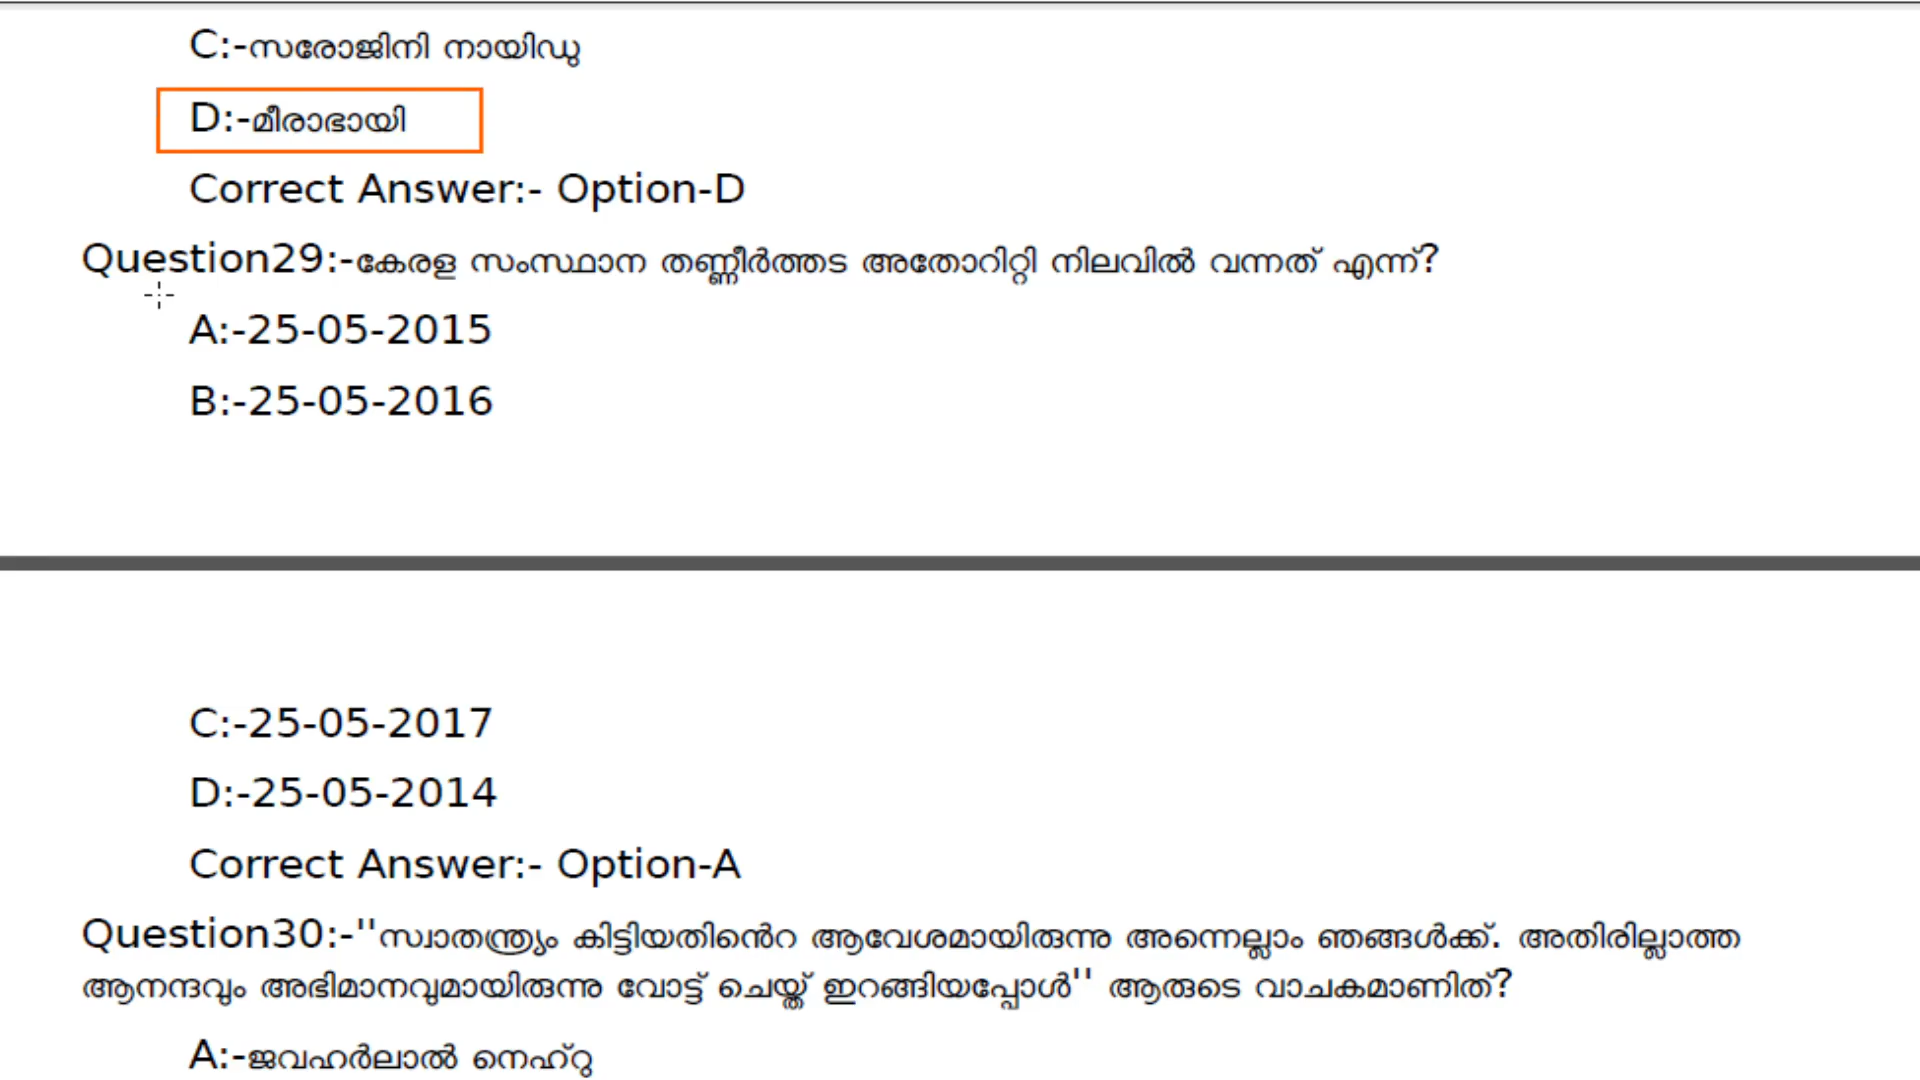 C:-സരോജിനി നായിഡു
D:-മീരാഭായി
Correct Answer:- Option-D
Question29:-കേരള സംസ്ഥാന തണ്ണീർത്തട അതോറിറ്റി നിലവിൽ വന്നത് എന്ന്?
A:-25-05-2015
B:-25-05-2016
C:-25-05-2017
D:-25-05-2014
Correct Answer:- Option-A
Question30:-''സ്വാതന്ത്ര്യം കിട്ടിയതിൻെറ ആവേശമായിരുന്നു അന്നെല്ലാം ഞങ്ങൾക്ക്. അതിരില്ലാത്ത
ആനന്ദവും അഭിമാനവുമായിരുന്നു വോട്ട് ചെയ്ത് ഇറങ്ങിയപ്പോൾ'' ആരുടെ വാചകമാണിത്?
A:-ജവഹർലാൽ നെഹ്റു